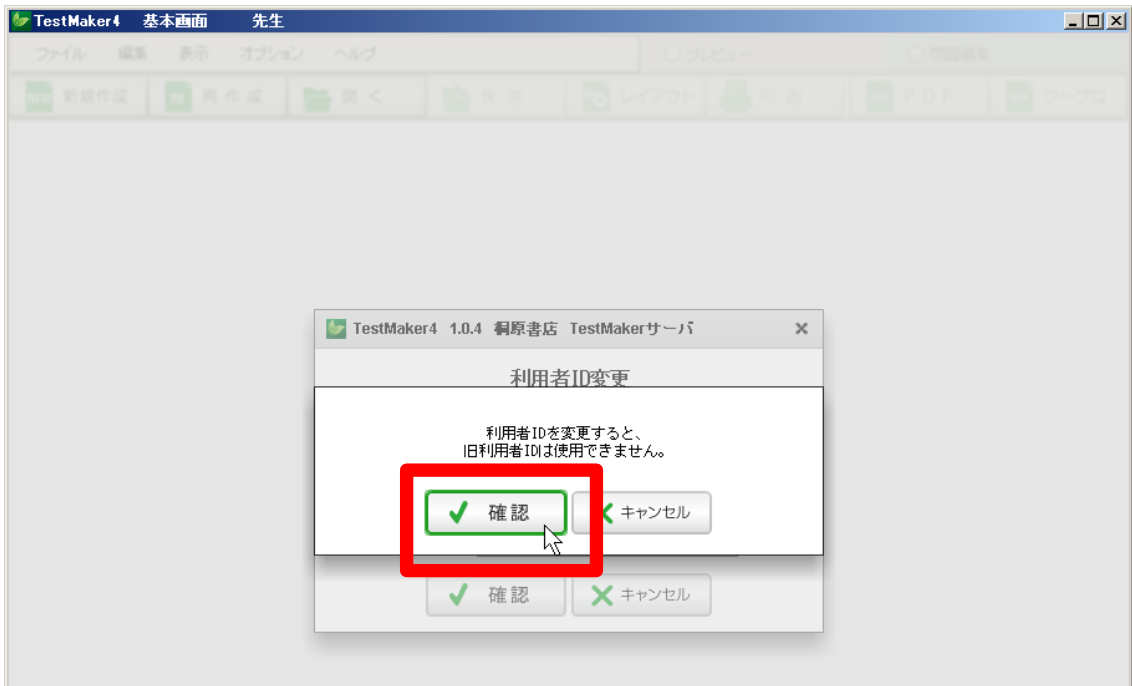 TestMaker4 基本画面 先生
ファイル 編集 表示 オプション ヘルプ プレビュー 問題編集
新規作成 再作成 開く 保存 レイアウト 印刷 PDF ワープロ
TestMaker4 1.0.4 桐原書店 TestMakerサーバ
利用者ID変更
利用者IDを変更すると、
旧利用者IDは使用できません。
確認 キャンセル
確認 キャンセル